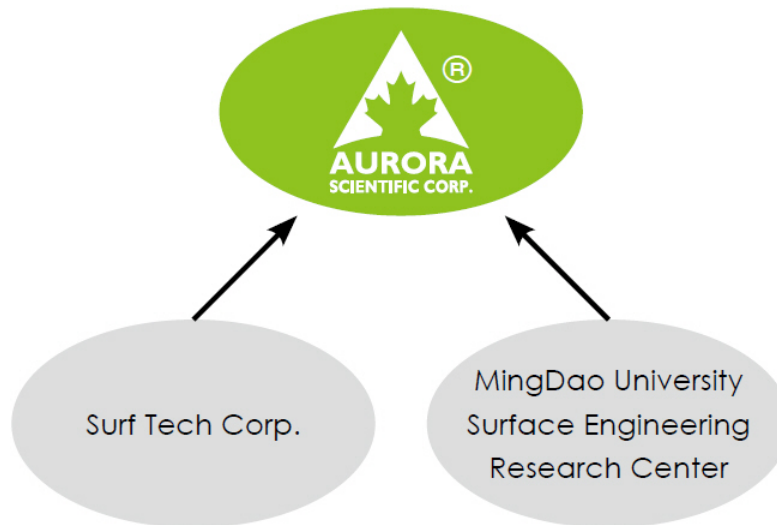 ®
AURORA
SCIENTIFIC CORP.
Surf Tech Corp.
MingDao University
Surface Engineering
Research Center